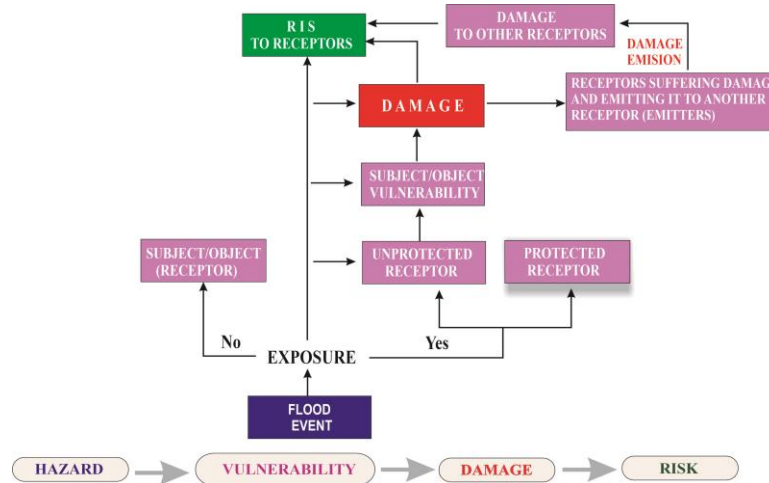 R I S
TO RECEPTORS
DAMAGE
TO OTHER RECEPTORS
DAMAGE
EMISION
D A M A G E
RECEPTORS SUFFERING DAMAG
AND EMITTING IT TO ANOTHER
RECEPTOR (EMITTERS)
SUBJECT/OBJECT
VULNERABILITY
SUBJECT/OBJECT
(RECEPTOR)
UNPROTECTED
RECEPTOR
PROTECTED
RECEPTOR
No
Yes
EXPOSURE
FLOOD
EVENT
HAZARD
VULNERABILITY
DAMAGE
RISK